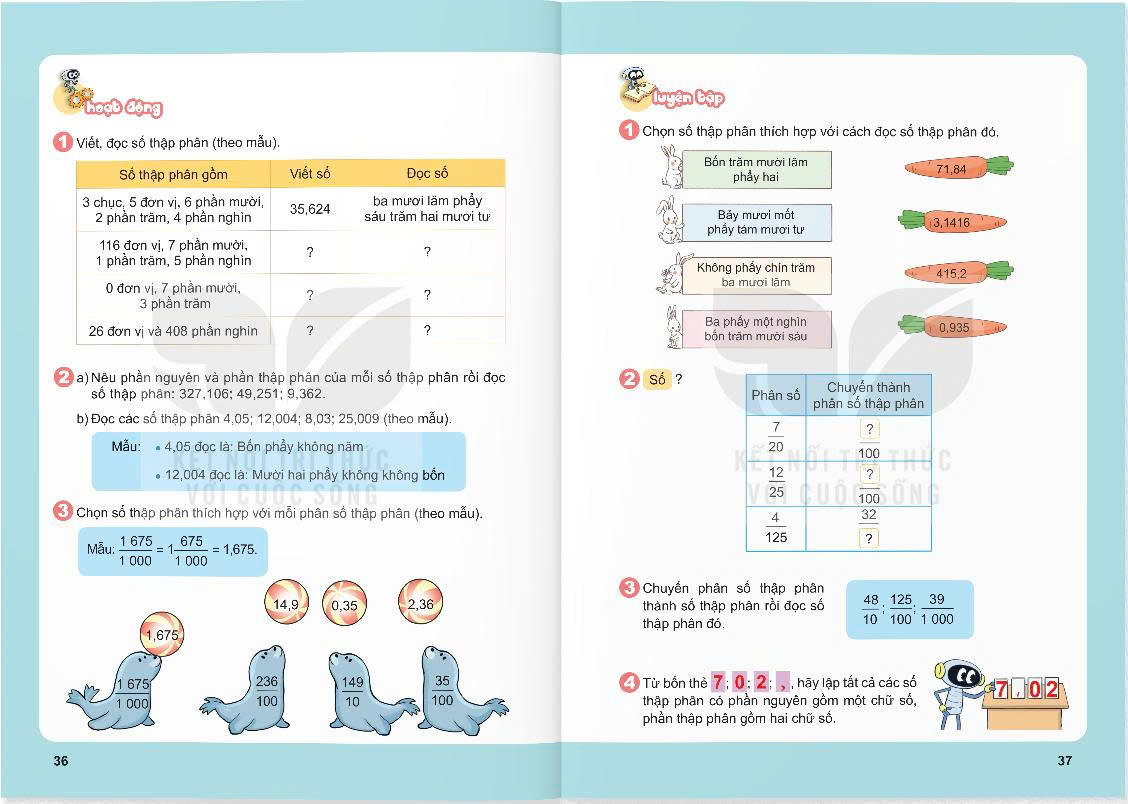 hoạt động
1 Viết, đọc số thập phân (theo mẫu).
Số thập phân gồm Viết số Đọc số
3 chục, 5 đơn vị, 6 phần mười,
2 phần trăm, 4 phần nghìn
35,624
ba mươi lăm phẩy
sáu trăm hai mươi tư
116 đơn vị, 7 phần mười,
1 phần trăm, 5 phần nghìn
? ?
0 đơn vị, 7 phần mười,
3 phần trăm
? ?
26 đơn vị và 408 phần nghìn ? ?
2 a) Nêu phần nguyên và phần thập phân của mỗi số thập phân rồi đọc
số thập phân: 327,106; 49,251; 9,362.
b) Đọc các số thập phân 4,05; 12,004; 8,03; 25,009 (theo mẫu).
Mẫu: • 4,05 đọc là: Bốn phẩy không năm
• 12,004 đọc là: Mười hai phẩy không không bốn
KẾT NỐI TRI THỨC
VỚI CUỘC SỐNG
3 Chọn số thập phân thích hợp với mỗi phân số thập phân (theo mẫu).
Mẫu: 1 675/1 000 = 1 675/1 000 = 1,675.
14,9 0,35 2,36
1,675
1 675/1 000 236/100 149/10 35/100
36
luyện tập
1 Chọn số thập phân thích hợp với cách đọc số thập phân đó.
Bốn trăm mười lăm
phẩy hai
71,84
Bảy mươi mốt
phẩy tám mươi tư
3,1416
Không phẩy chín trăm
ba mươi lăm
415,2
Ba phẩy một nghìn
bốn trăm mười sáu
0,935
2 Số ?
Phân số
Chuyển thành
phân số thập phân
7/20 ?/100
12/25 ?/100
4/125 32/?
KẾT NỐI TRI THỨC
VỚI CUỘC SỐNG
3 Chuyển phân số thập phân
thành số thập phân rồi đọc số
thập phân đó.
48/10; 125/100; 39/1 000
4 Từ bốn thẻ 7; 0; 2; , , hãy lập tất cả các số
thập phân có phần nguyên gồm một chữ số,
phần thập phân gồm hai chữ số.
7,02
37